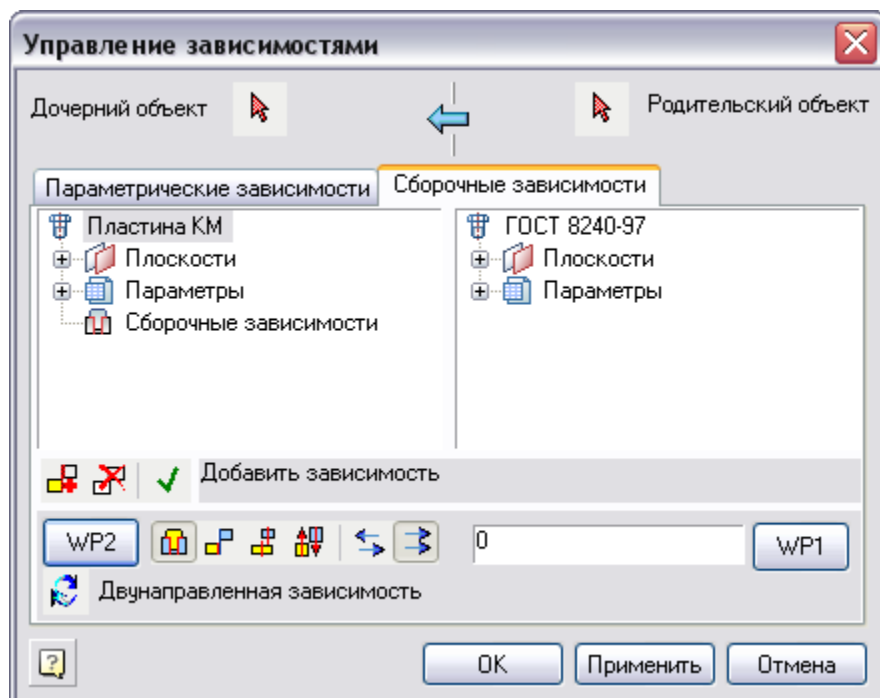 Управление зависимостями
Дочерний объект
Родительский объект
Параметрические зависимости
Сборочные зависимости
Пластина КМ
Плоскости
Параметры
Сборочные зависимости
ГОСТ 8240-97
Плоскости
Параметры
Добавить зависимость
WP2
0
WP1
Двунаправленная зависимость
?
OK
Применить
Отмена